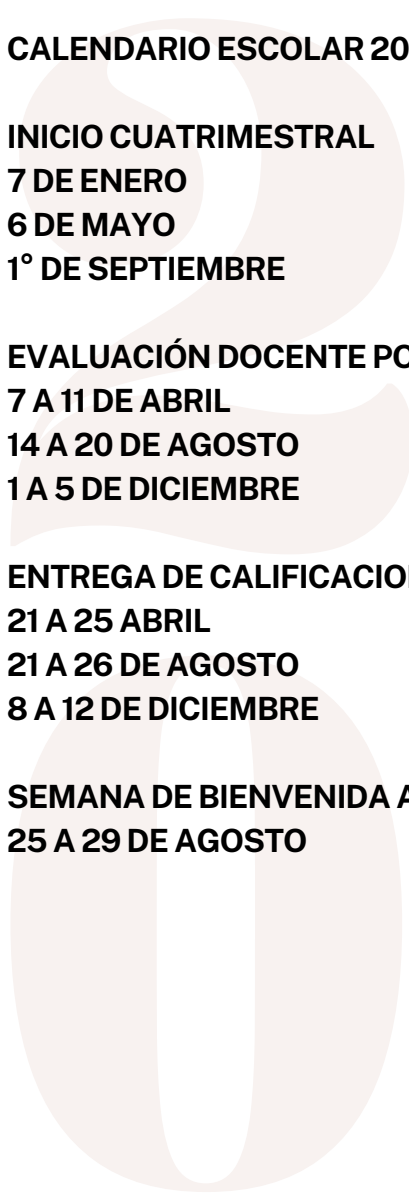 CALENDARIO ESCOLAR 20
INICIO CUATRIMESTRAL
7 DE ENERO
6 DE MAYO
1° DE SEPTIEMBRE
EVALUACIÓN DOCENTE PO
7 A 11 DE ABRIL
14 A 20 DE AGOSTO
1 A 5 DE DICIEMBRE
ENTREGA DE CALIFICACIO
21 A 25 ABRIL
21 A 26 DE AGOSTO
8 A 12 DE DICIEMBRE
SEMANA DE BIENVENIDA A
25 A 29 DE AGOSTO
2
0